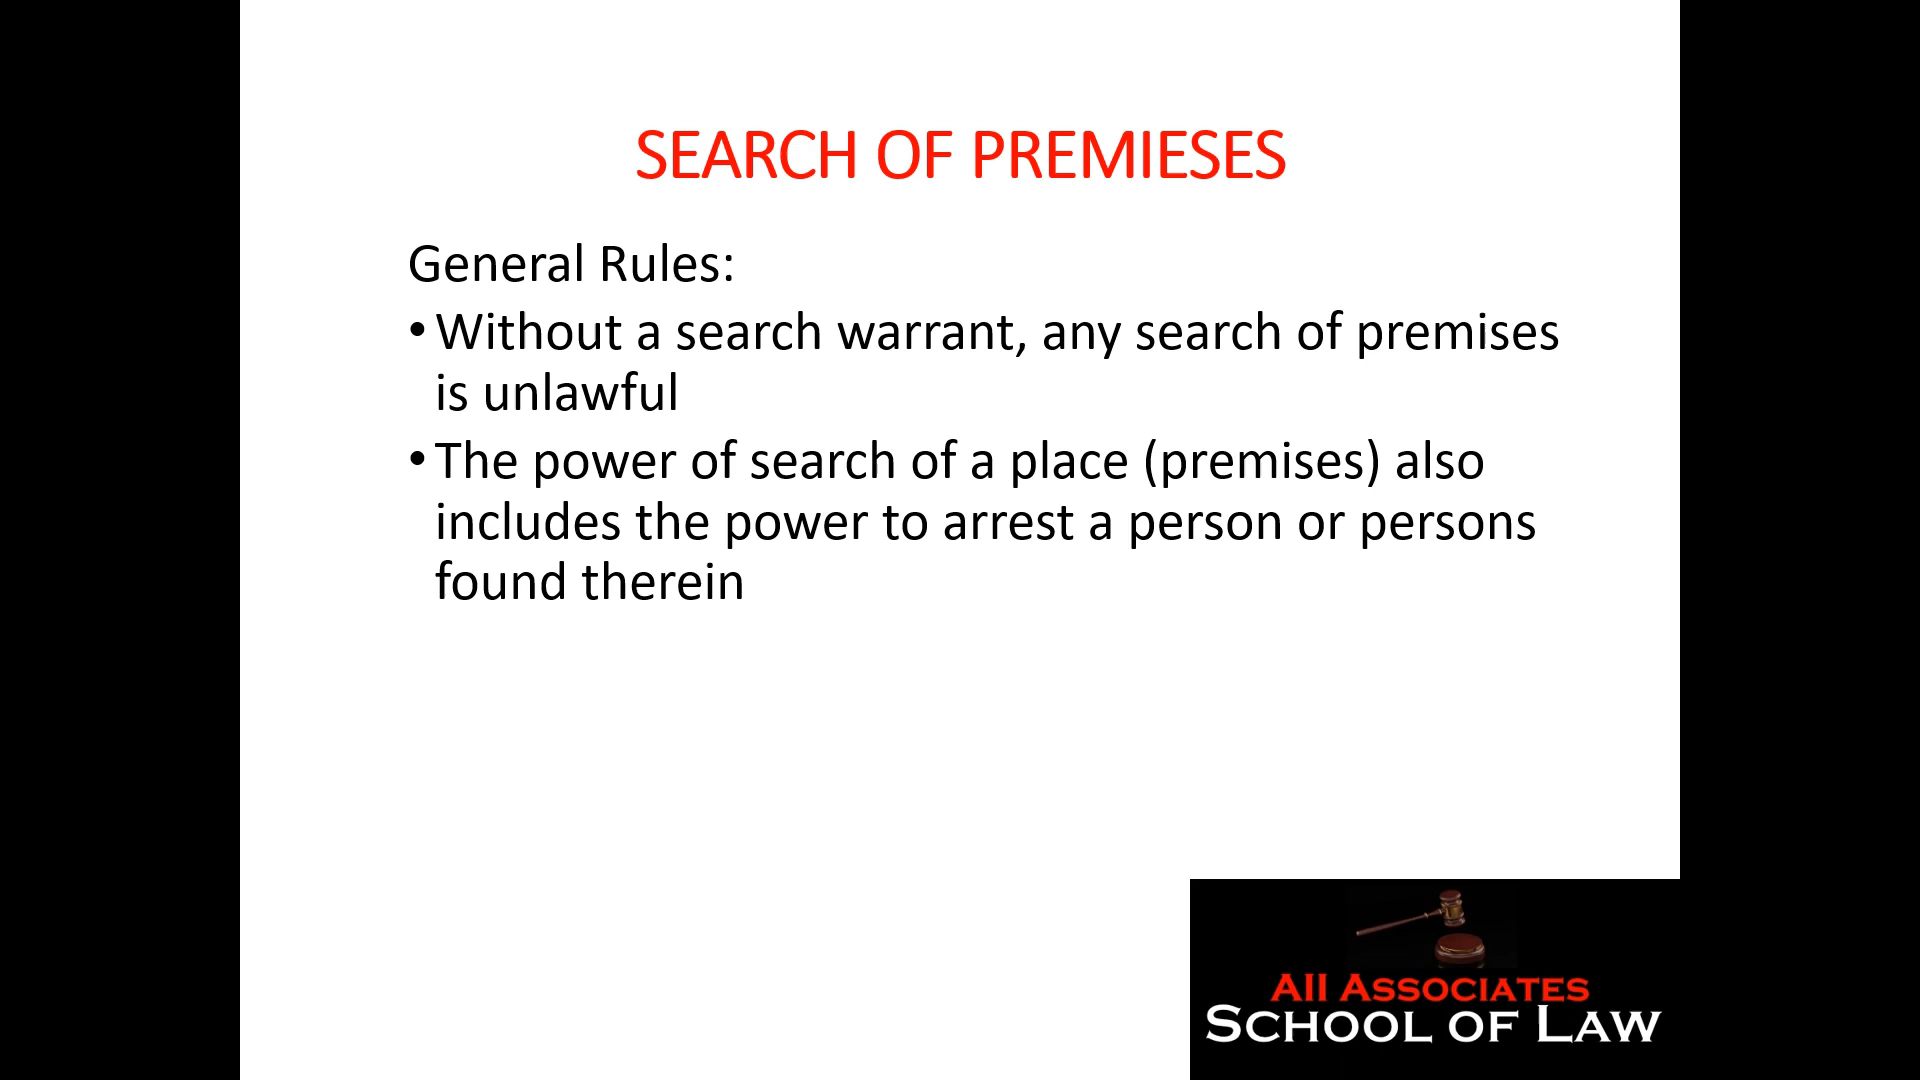 SEARCH OF PREMIESES
General Rules:
• Without a search warrant, any search of premises
is unlawful
• The power of search of a place (premises) also
includes the power to arrest a person or persons
found therein
AII ASSOCIATES
SCHOOL OF LAW